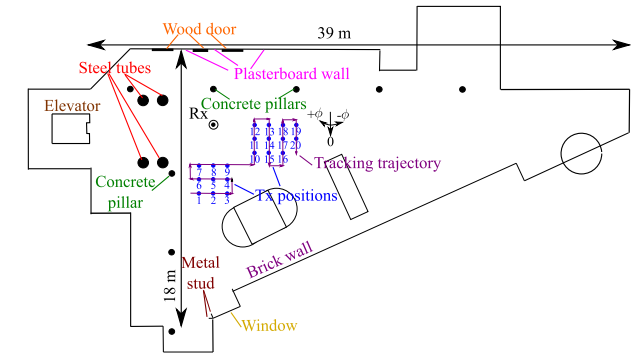 Wood door
39 m
Steel tubes
Plasterboard wall
Elevator
Concrete pillars
Rx
+ϕ -ϕ
0
12 13 18 19
11 14 17 20
10 15 16
Tracking trajectory
7 8 9
6 5 4
1 2 3
Concrete
pillar
Tx positions
Brick wall
Metal
stud
18 m
Window